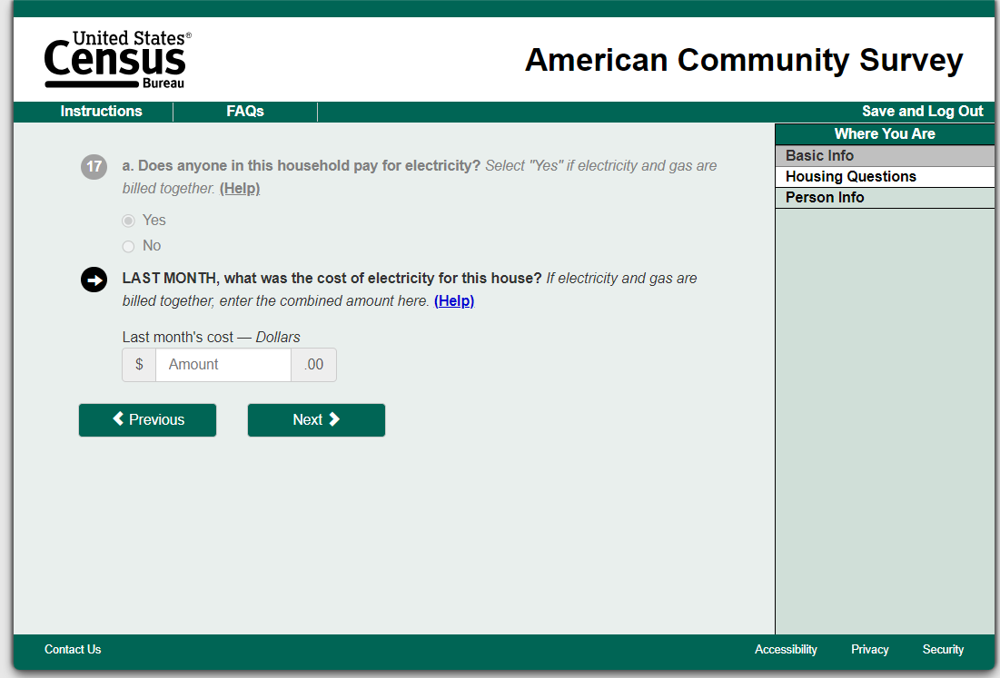 United States®
Census
Bureau
American Community Survey
Instructions
FAQs
Save and Log Out
Where You Are
Basic Info
Housing Questions
Person Info
17
a. Does anyone in this household pay for electricity? Select "Yes" if electricity and gas are
billed together. (Help)
Yes
No
LAST MONTH, what was the cost of electricity for this house? If electricity and gas are
billed together, enter the combined amount here. (Help)
Last month's cost — Dollars
$ Amount .00
Previous
Next
Contact Us
Accessibility
Privacy
Security